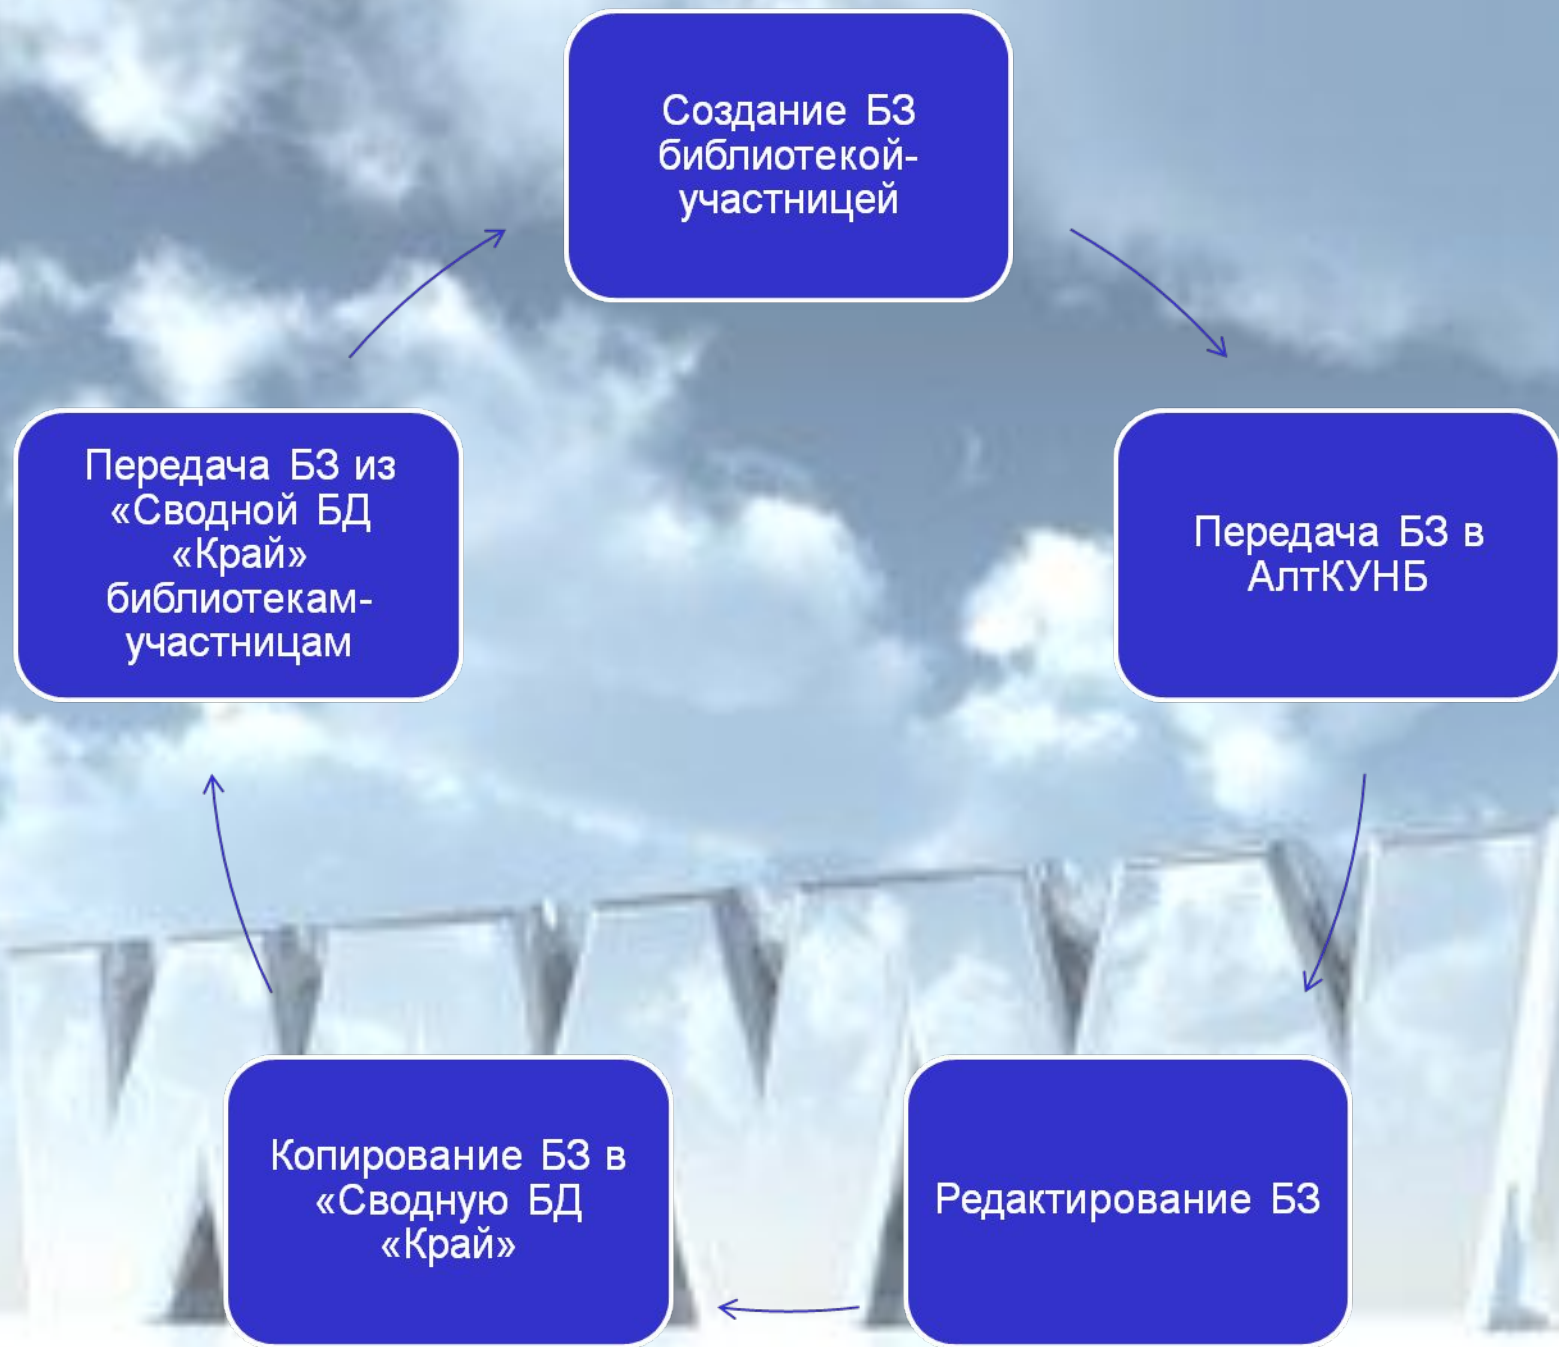 Создание БЗ
библиотекой-
участницей
Передача БЗ в
АлтКУНБ
Редактирование БЗ
Копирование БЗ в
«Сводную БД
«Край»
Передача БЗ из
«Сводной БД
«Край»
библиотекам-
участницам